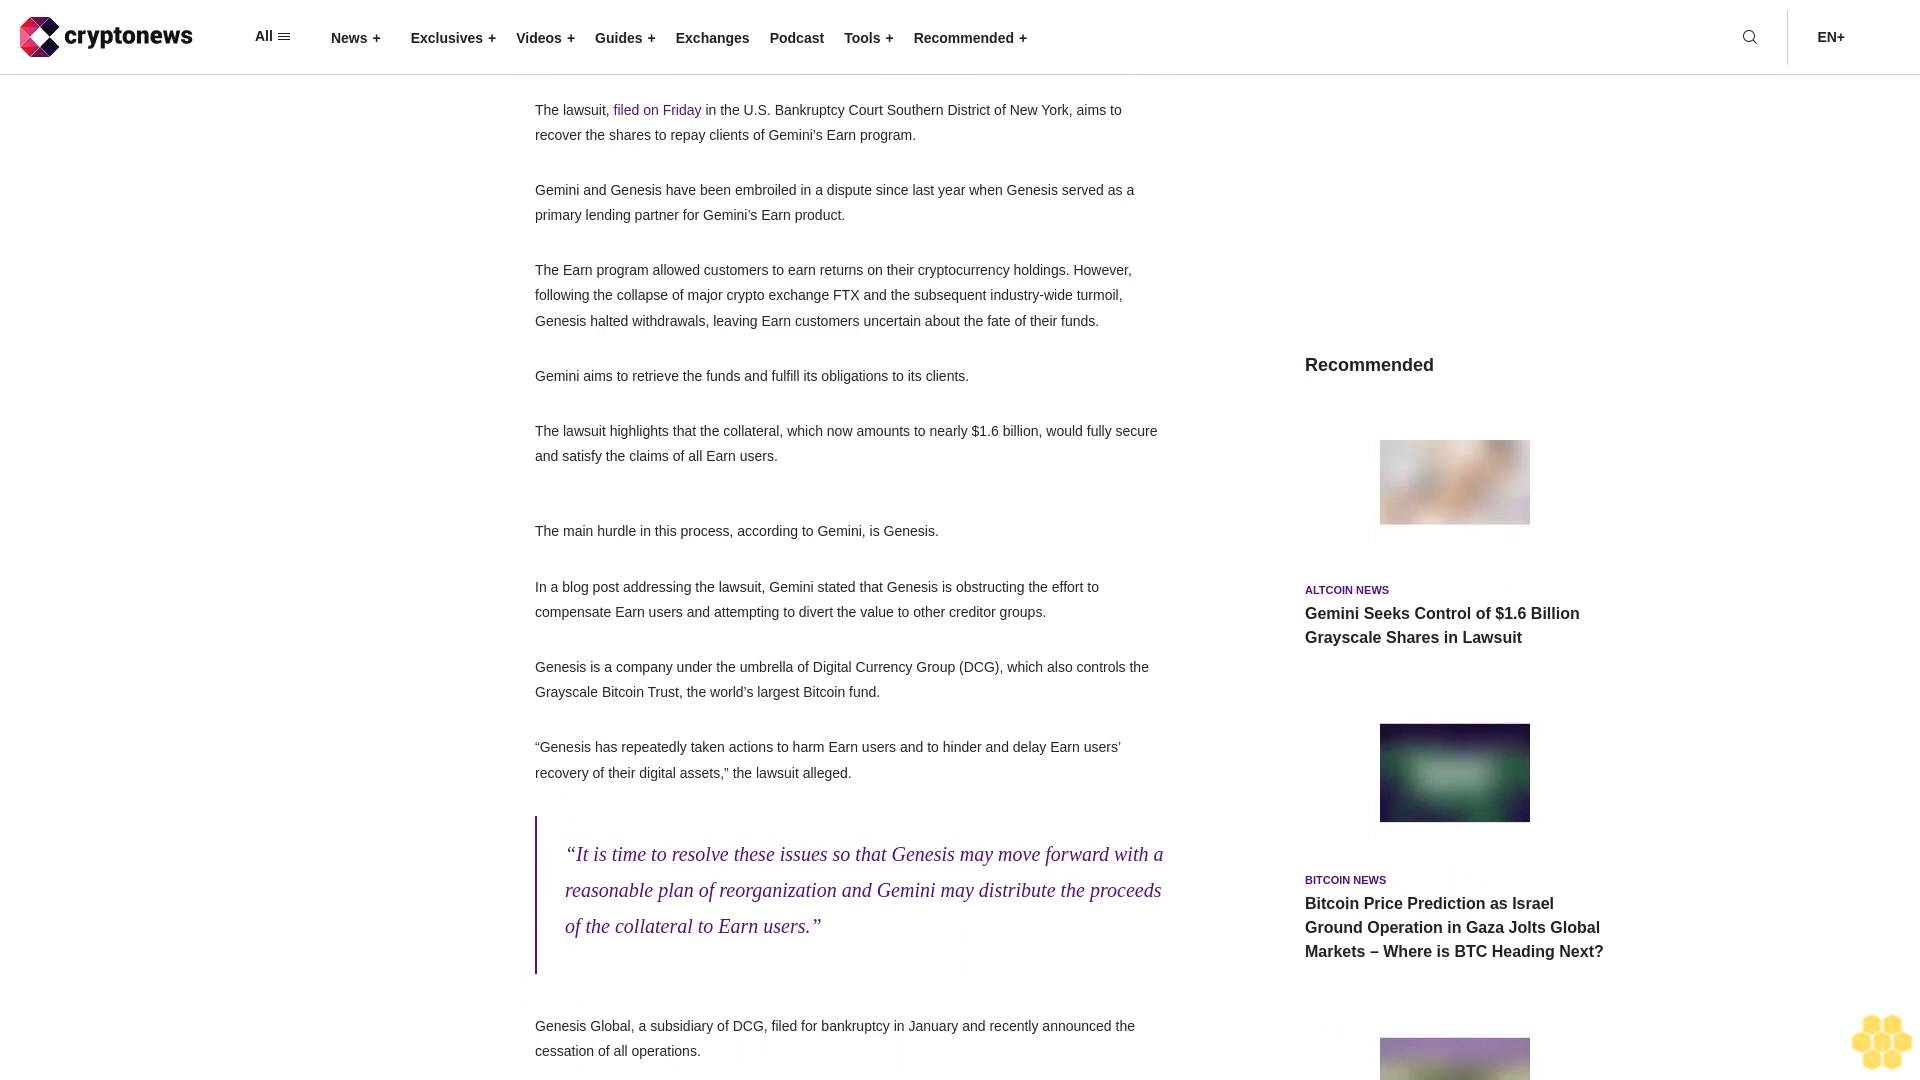 cryptonews
All
News +
Exclusives +
Videos +
Guides +
Exchanges
Podcast
Tools +
Recommended +
EN+
The lawsuit, filed on Friday in the U.S. Bankruptcy Court Southern District of New York, aims to
recover the shares to repay clients of Gemini’s Earn program.
Gemini and Genesis have been embroiled in a dispute since last year when Genesis served as a
primary lending partner for Gemini’s Earn product.
The Earn program allowed customers to earn returns on their cryptocurrency holdings. However,
following the collapse of major crypto exchange FTX and the subsequent industry-wide turmoil,
Genesis halted withdrawals, leaving Earn customers uncertain about the fate of their funds.
Gemini aims to retrieve the funds and fulfill its obligations to its clients.
The lawsuit highlights that the collateral, which now amounts to nearly $1.6 billion, would fully secure
and satisfy the claims of all Earn users.
The main hurdle in this process, according to Gemini, is Genesis.
In a blog post addressing the lawsuit, Gemini stated that Genesis is obstructing the effort to
compensate Earn users and attempting to divert the value to other creditor groups.
Genesis is a company under the umbrella of Digital Currency Group (DCG), which also controls the
Grayscale Bitcoin Trust, the world’s largest Bitcoin fund.
“Genesis has repeatedly taken actions to harm Earn users and to hinder and delay Earn users’
recovery of their digital assets,” the lawsuit alleged.
“It is time to resolve these issues so that Genesis may move forward with a
reasonable plan of reorganization and Gemini may distribute the proceeds
of the collateral to Earn users.”
Genesis Global, a subsidiary of DCG, filed for bankruptcy in January and recently announced the
cessation of all operations.
Recommended
ALTCOIN NEWS
Gemini Seeks Control of $1.6 Billion
Grayscale Shares in Lawsuit
BITCOIN NEWS
Bitcoin Price Prediction as Israel
Ground Operation in Gaza Jolts Global
Markets – Where is BTC Heading Next?